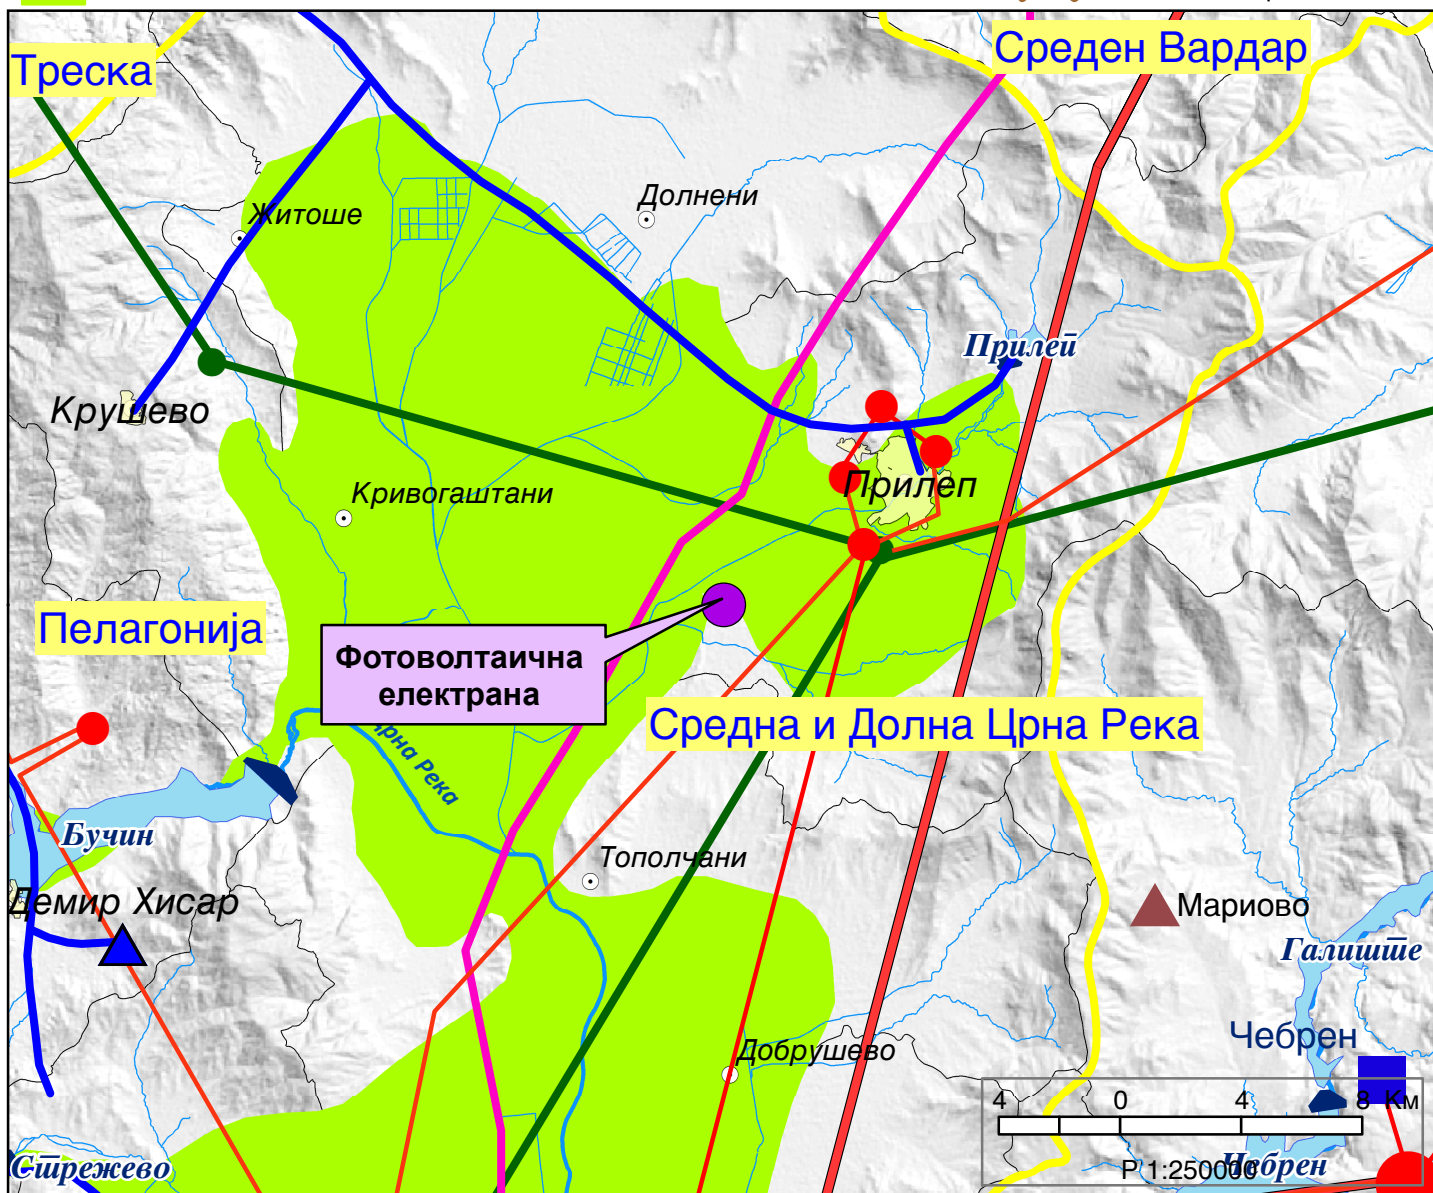 Треска
Среден Вардар
Долнени
Житоше
Прилеп
Крушево
Прилеп
Кривогаштани
Пелагонија
Фотоволтаична
електрана
Средна и Долна Црна Река
Црна Река
Бучин
Тополчани
Демир Хисар
Мариово
Галиште
Чебрен
Добрушево
4 0 4 8 Км
Р 1:250000
Чебрен
Стрежево